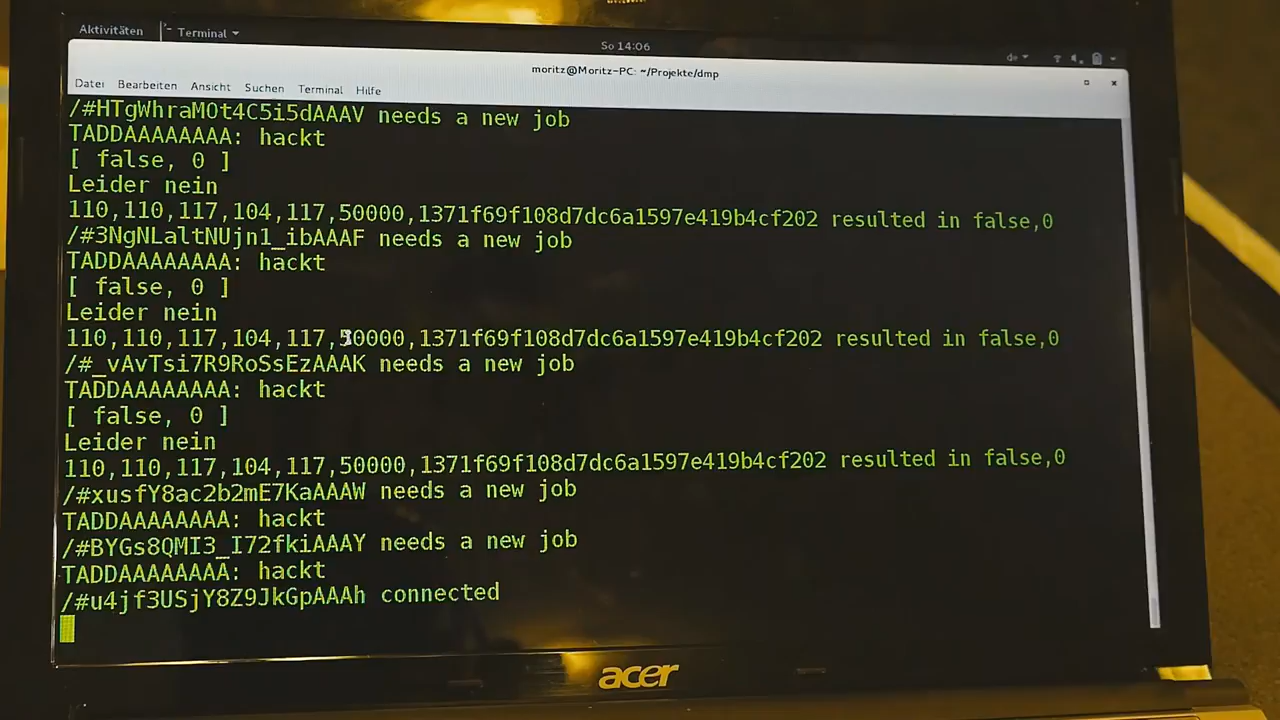 Aktivitäten Terminal
So 14:06
moritz@Moritz-PC: ~/Projekte/dmp
Datei Bearbeiten Ansicht Suchen Terminal Hilfe
/#HTgWhraMOt4C5i5dAAAV needs a new job
TADDAAAAAAAA: hackt
[ false, 0 ]
Leider nein
110,110,117,104,117,50000,1371f69f108d7dc6a1597e419b4cf202 resulted in false,0
/#3NgNLaltNUjn1_ibAAAF needs a new job
TADDAAAAAAAA: hackt
[ false, 0 ]
Leider nein
110,110,117,104,117,50000,1371f69f108d7dc6a1597e419b4cf202 resulted in false,0
/#_vAvTsi7R9RoSsEzAAAK needs a new job
TADDAAAAAAAA: hackt
[ false, 0 ]
Leider nein
110,110,117,104,117,50000,1371f69f108d7dc6a1597e419b4cf202 resulted in false,0
/#xusfY8ac2b2mE7KaAAAW needs a new job
TADDAAAAAAAA: hackt
/#BYGs8QMI3_I72fkiAAAY needs a new job
TADDAAAAAAAA: hackt
/#u4jf3USjY8Z9JkGpAAAh connected
acer